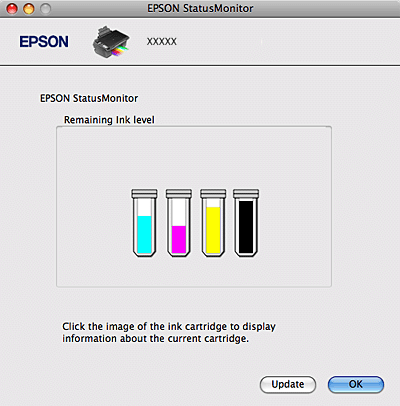 EPSON StatusMonitor
EPSON XXXXX
EPSON StatusMonitor
Remaining Ink level
Click the image of the ink cartridge to display
information about the current cartridge.
Update OK